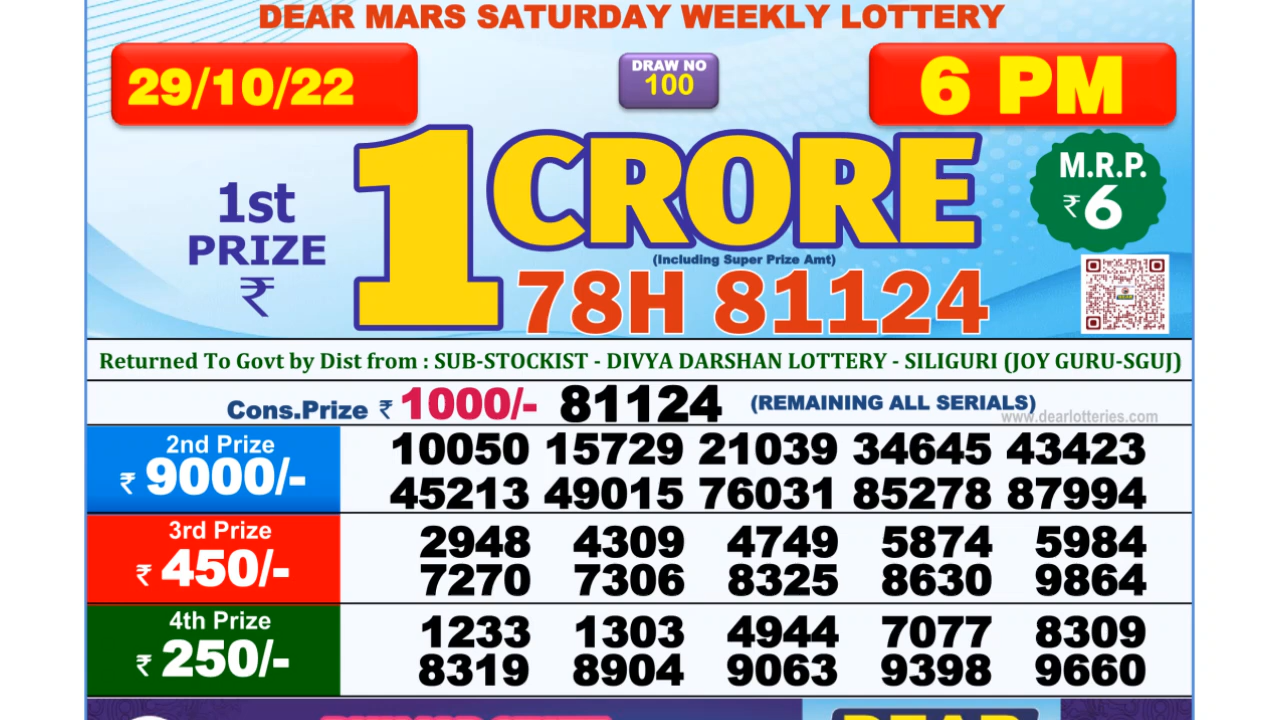 DEAR MARS SATURDAY WEEKLY LOTTERY
29/10/22
DRAW NO
100
6 PM
1st
PRIZE
₹
1 CRORE
(Including Super Prize Amt)
78H 81124
M.R.P.
₹6
Returned To Govt by Dist from : SUB-STOCKIST - DIVYA DARSHAN LOTTERY - SILIGURI (JOY GURU-SGUJ)
Cons.Prize ₹ 1000/- 81124 (REMAINING ALL SERIALS)
www.dearlotteries.com
2nd Prize
₹ 9000/-
10050 15729 21039 34645 43423
45213 49015 76031 85278 87994
3rd Prize
₹ 450/-
2948 4309 4749 5874 5984
7270 7306 8325 8630 9864
4th Prize
₹ 250/-
1233 1303 4944 7077 8309
8319 8904 9063 9398 9660
DEAR